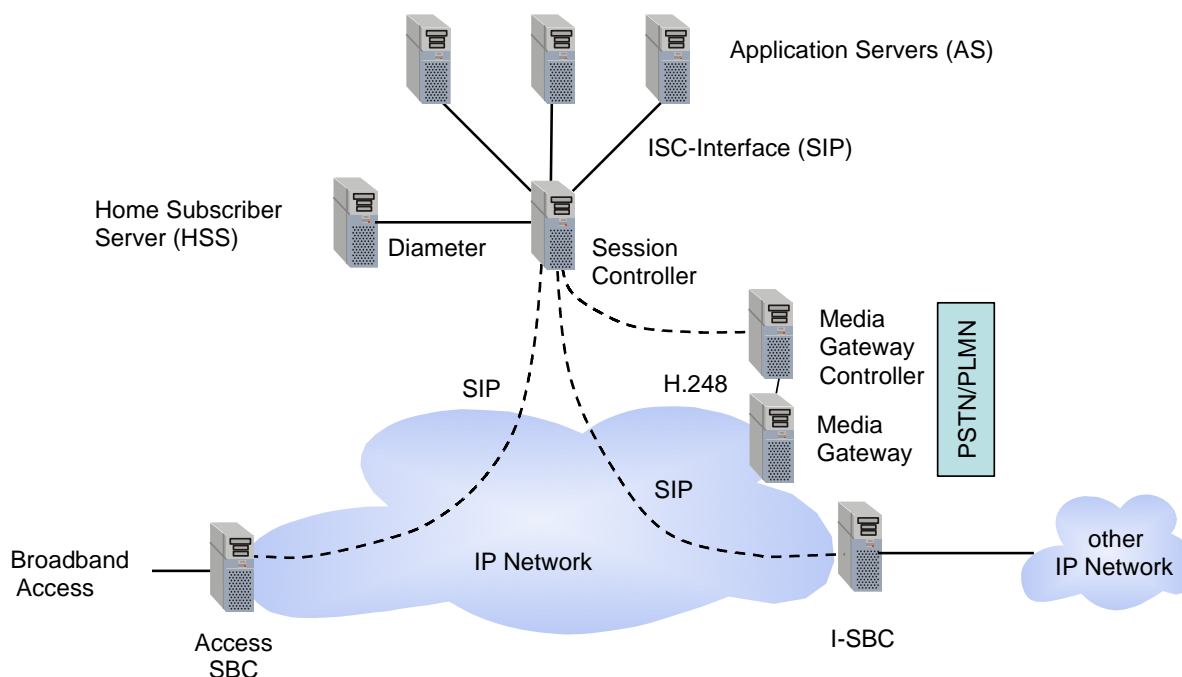 Application Servers (AS)
ISC-Interface (SIP)
Home Subscriber
Server (HSS)
Diameter
Session
Controller
Media
Gateway
Controller
PSTN/PLMN
H.248
SIP
Media
Gateway
SIP
Broadband
Access
IP Network
other
IP Network
Access
SBC
I-SBC